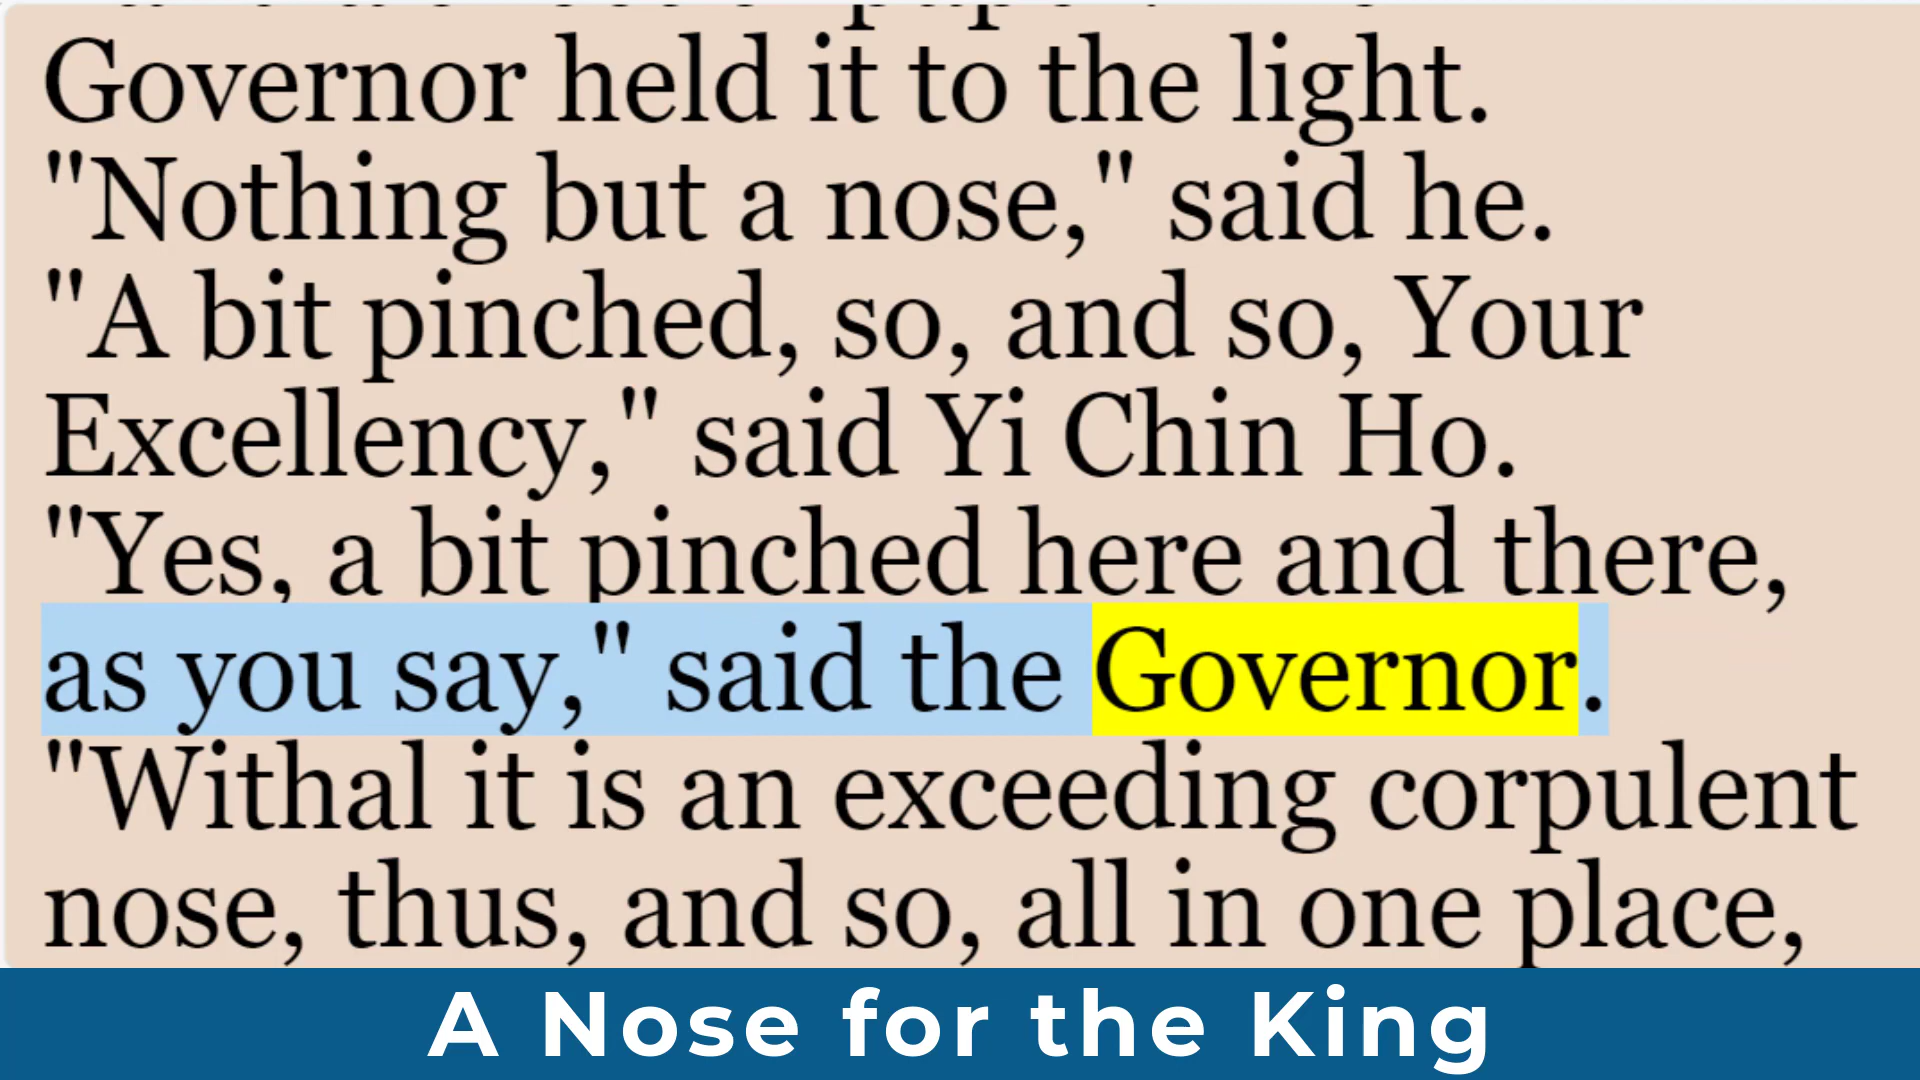 Governor held it to the light.
"Nothing but a nose," said he.
"A bit pinched, so, and so, Your
Excellency," said Yi Chin Ho.
"Yes, a bit pinched here and there,
as you say," said the Governor.
"Withal it is an exceeding corpulent
nose, thus, and so, all in one place,
A Nose for the King